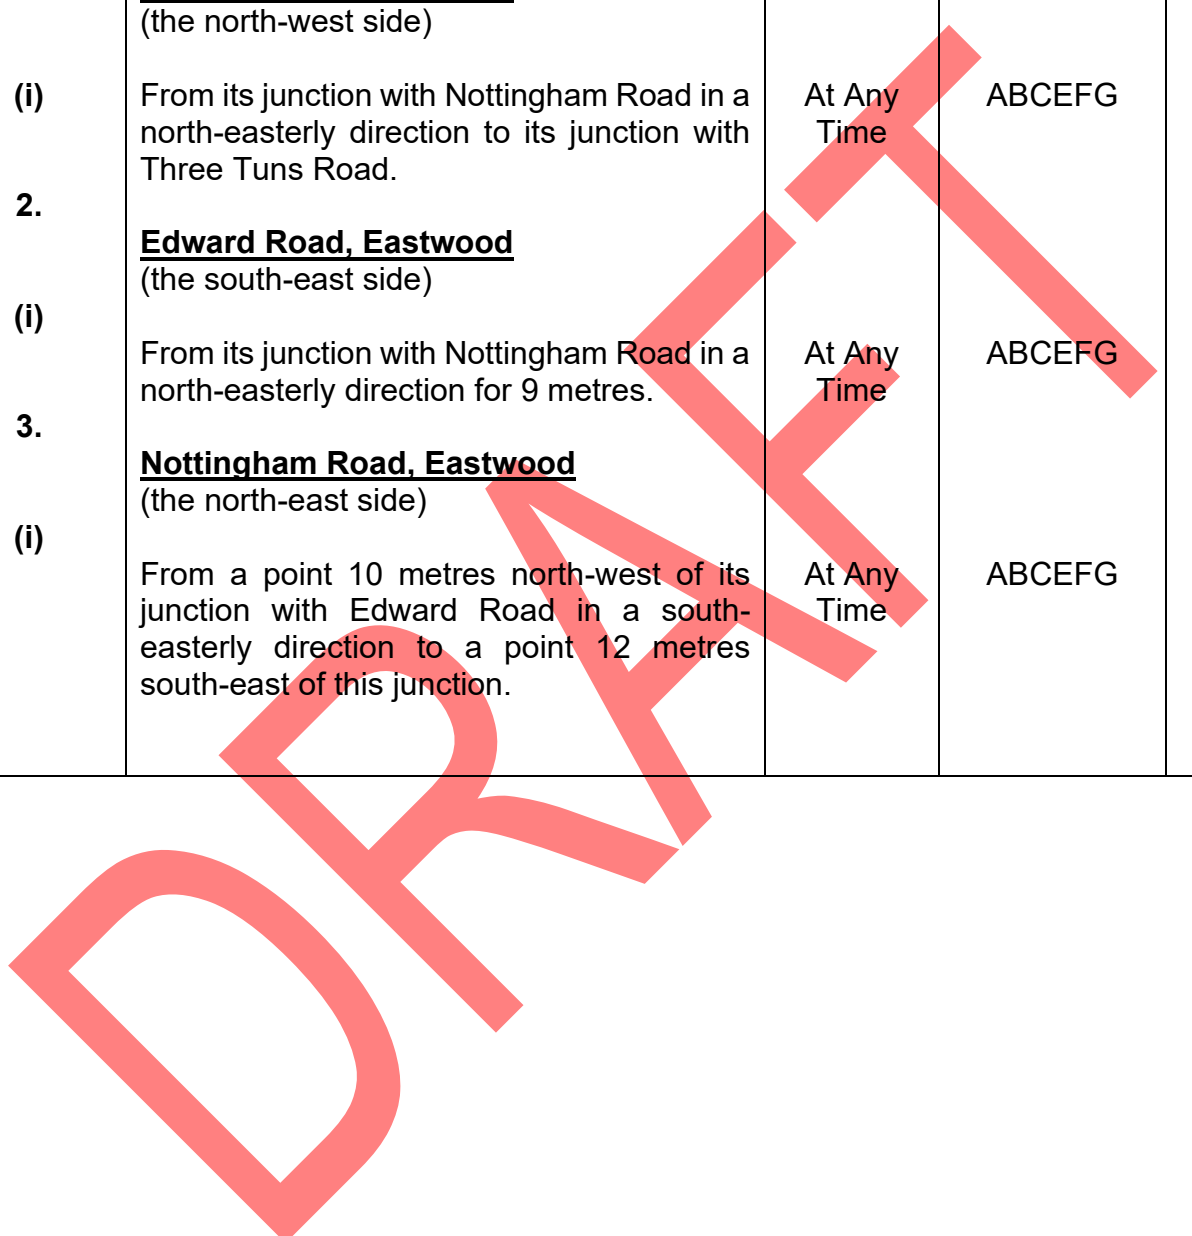 (the north-west side)
(i) From its junction with Nottingham Road in a At Any ABCEFG
north-easterly direction to its junction with Time
Three Tuns Road.
2.
Edward Road, Eastwood
(the south-east side)
(i)
From its junction with Nottingham Road in a At Any ABCEFG
north-easterly direction for 9 metres. Time
3.
Nottingham Road, Eastwood
(the north-east side)
(i)
From a point 10 metres north-west of its At Any ABCEFG
junction with Edward Road in a south- Time
easterly direction to a point 12 metres
south-east of this junction.
DRAFT